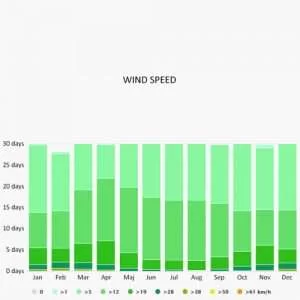 WIND SPEED
30 days
25 days
20 days
15 days
10 days
5 days
0 days
Jan Feb Mar Apr May Jun Jul Aug Sep Oct Nov Dec
0 >1 >5 >12 >19 >28 >38 >50 >61 km/h